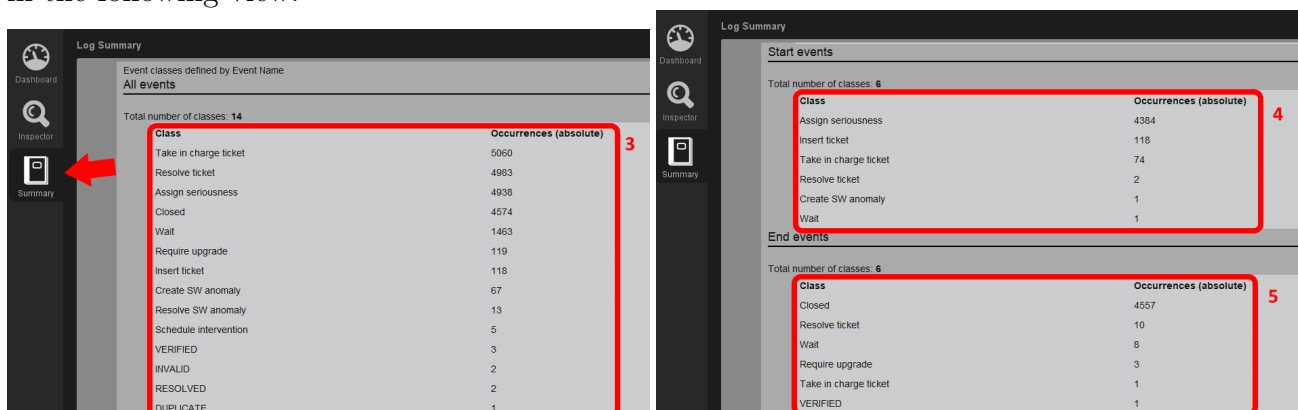 in the following view.
Log Summary
Dashboard
Inspector
Summary
Event classes defined by Event Name
All events
Total number of classes: 14
Class Occurrences (absolute)
Take in charge ticket 5060
Resolve ticket 4983
Assign seriousness 4938
Closed 4574
Wait 1463
Require upgrade 119
Insert ticket 118
Create SW anomaly 67
Resolve SW anomaly 13
Schedule intervention 5
VERIFIED 3
INVALID 2
RESOLVED 2
DUPLICATE 1
3
Log Summary
Dashboard
Inspector
Summary
Start events
Total number of classes: 6
Class Occurrences (absolute)
Assign seriousness 4384
Insert ticket 118
Take in charge ticket 74
Resolve ticket 2
Create SW anomaly 1
Wait 1
4
End events
Total number of classes: 6
Class Occurrences (absolute)
Closed 4557
Resolve ticket 10
Wait 8
Require upgrade 3
Take in charge ticket 1
VERIFIED 1
5